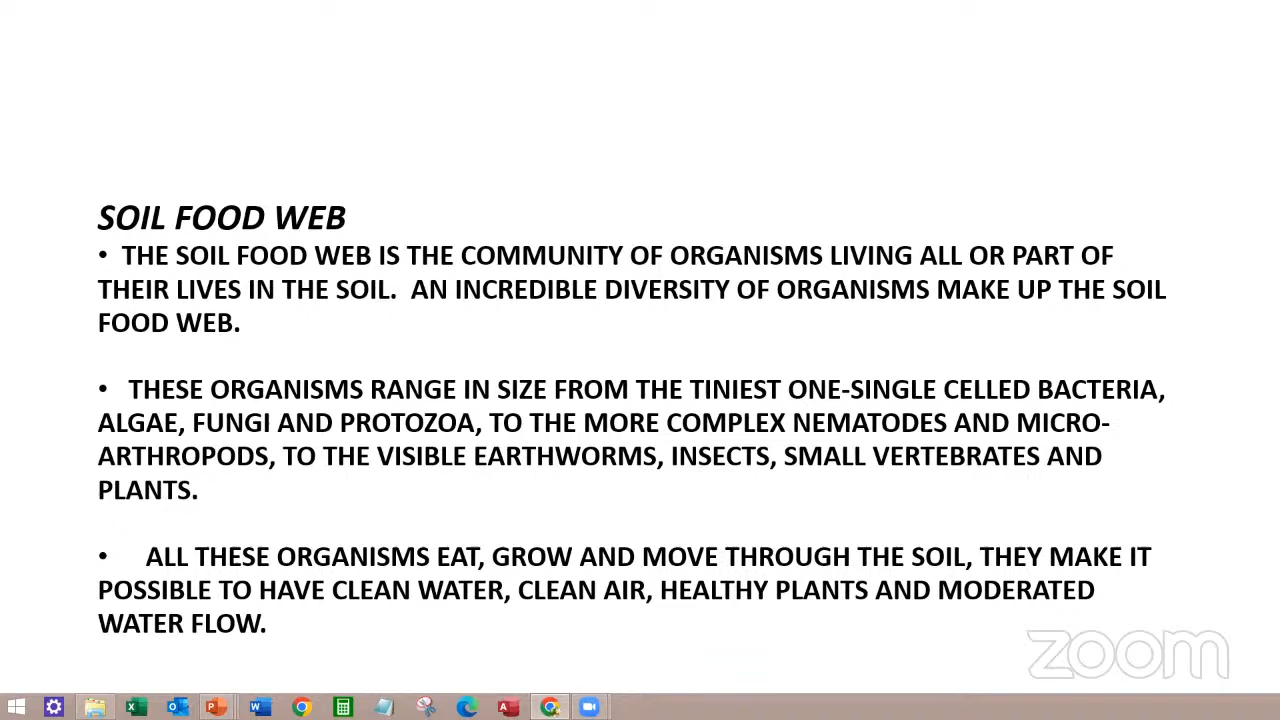 SOIL FOOD WEB
• THE SOIL FOOD WEB IS THE COMMUNITY OF ORGANISMS LIVING ALL OR PART OF
THEIR LIVES IN THE SOIL. AN INCREDIBLE DIVERSITY OF ORGANISMS MAKE UP THE SOIL
FOOD WEB.
• THESE ORGANISMS RANGE IN SIZE FROM THE TINIEST ONE-SINGLE CELLED BACTERIA,
ALGAE, FUNGI AND PROTOZOA, TO THE MORE COMPLEX NEMATODES AND MICRO-
ARTHROPODS, TO THE VISIBLE EARTHWORMS, INSECTS, SMALL VERTEBRATES AND
PLANTS.
• ALL THESE ORGANISMS EAT, GROW AND MOVE THROUGH THE SOIL, THEY MAKE IT
POSSIBLE TO HAVE CLEAN WATER, CLEAN AIR, HEALTHY PLANTS AND MODERATED
WATER FLOW.
zoom